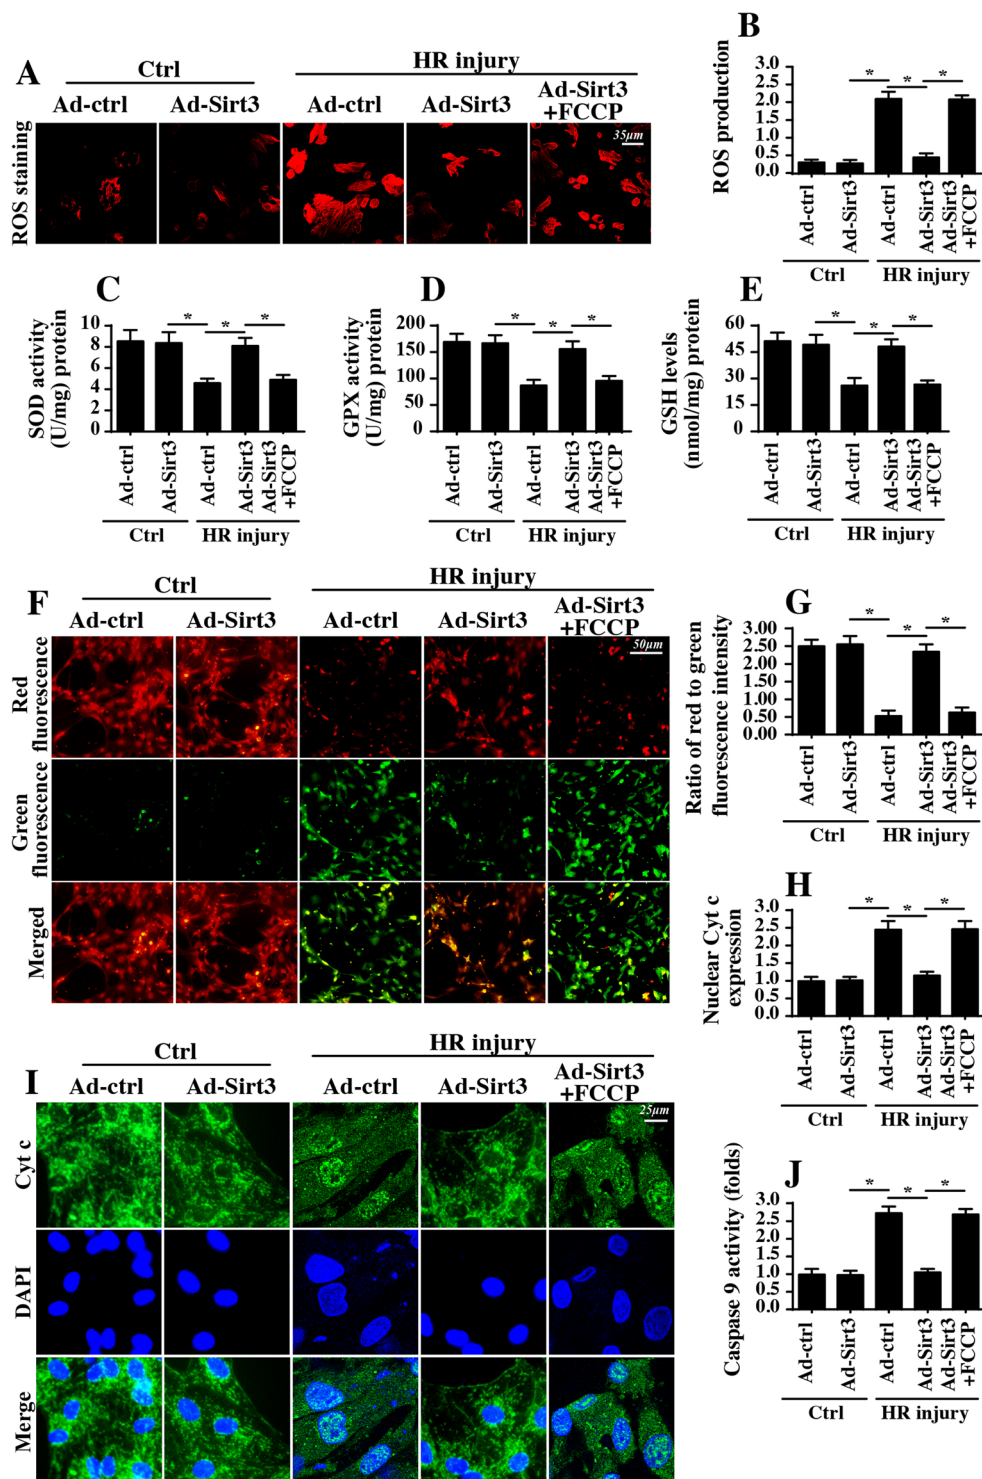 A
Ctrl
HR injury
Ad-ctrl
Ad-Sirt3
Ad-ctrl
Ad-Sirt3
Ad-Sirt3
+FCCP
ROS staining
35µm
B
ROS production
3.0
2.5
2.0
1.5
1.0
0.5
0.0
* * *
Ad-ctrl
Ad-Sirt3
Ad-ctrl
Ad-Sirt3
Ad-Sirt3
+FCCP
Ctrl
HR injury
C
SOD activity
(U/mg) protein
8
6
4
2
0
* * *
Ad-ctrl
Ad-Sirt3
Ad-ctrl
Ad-Sirt3
Ad-Sirt3
+FCCP
Ctrl
HR injury
D
GPX activity
(U/mg) protein
200
150
100
50
0
* * *
Ad-ctrl
Ad-Sirt3
Ad-ctrl
Ad-Sirt3
Ad-Sirt3
+FCCP
Ctrl
HR injury
E
GSH levels
(nmol/mg) protein
60
45
30
15
0
* * *
Ad-ctrl
Ad-Sirt3
Ad-ctrl
Ad-Sirt3
Ad-Sirt3
+FCCP
Ctrl
HR injury
F
Ctrl
HR injury
Ad-ctrl
Ad-Sirt3
Ad-ctrl
Ad-Sirt3
Ad-Sirt3
+FCCP
50µm
Red
fluorescence
Green
fluorescence
Merged
G
Ratio of red to green
fluorescence intensity
3.00
2.50
2.00
1.50
1.00
0.50
0.00
* * *
Ad-ctrl
Ad-Sirt3
Ad-ctrl
Ad-Sirt3
Ad-Sirt3
+FCCP
Ctrl
HR injury
H
Nuclear Cyt c
expression
3.0
2.5
2.0
1.5
1.0
0.5
0.0
* * *
Ad-ctrl
Ad-Sirt3
Ad-ctrl
Ad-Sirt3
Ad-Sirt3
+FCCP
Ctrl
HR injury
I
Ctrl
HR injury
Ad-ctrl
Ad-Sirt3
Ad-ctrl
Ad-Sirt3
Ad-Sirt3
+FCCP
25µm
Cyt c
DAPI
Merge
J
Caspase 9 activity (folds)
3.0
2.5
2.0
1.5
1.0
0.5
0.0
* * *
Ad-ctrl
Ad-Sirt3
Ad-ctrl
Ad-Sirt3
Ad-Sirt3
+FCCP
Ctrl
HR injury